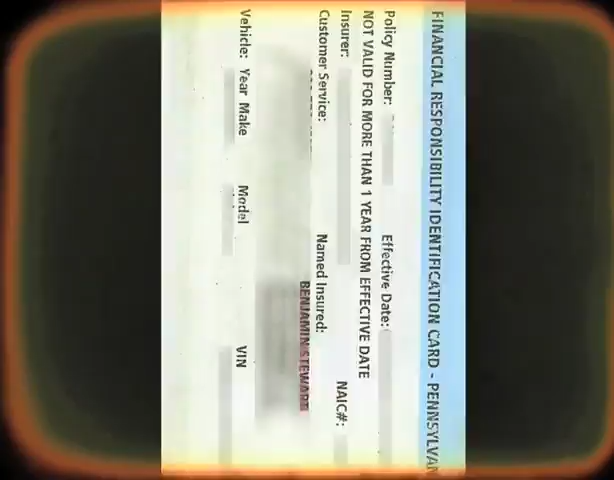 FINANCIAL RESPONSIBILITY IDENTIFICATION CARD - PENNSYLVAN
Policy Number: Effective Date:
NOT VALID FOR MORE THAN 1 YEAR FROM EFFECTIVE DATE
Insurer: NAIC#:
Customer Service: Named Insured:
BENJAMIN STEWART
Vehicle: Year Make Model VIN